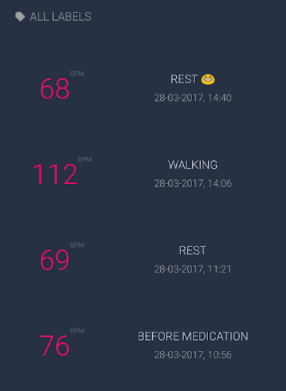 ALL LABELS
68 BPM
REST 😊
28-03-2017, 14:40
112 BPM
WALKING
28-03-2017, 14:06
69 BPM
REST
28-03-2017, 11:21
76 BPM
BEFORE MEDICATION
28-03-2017, 10:56